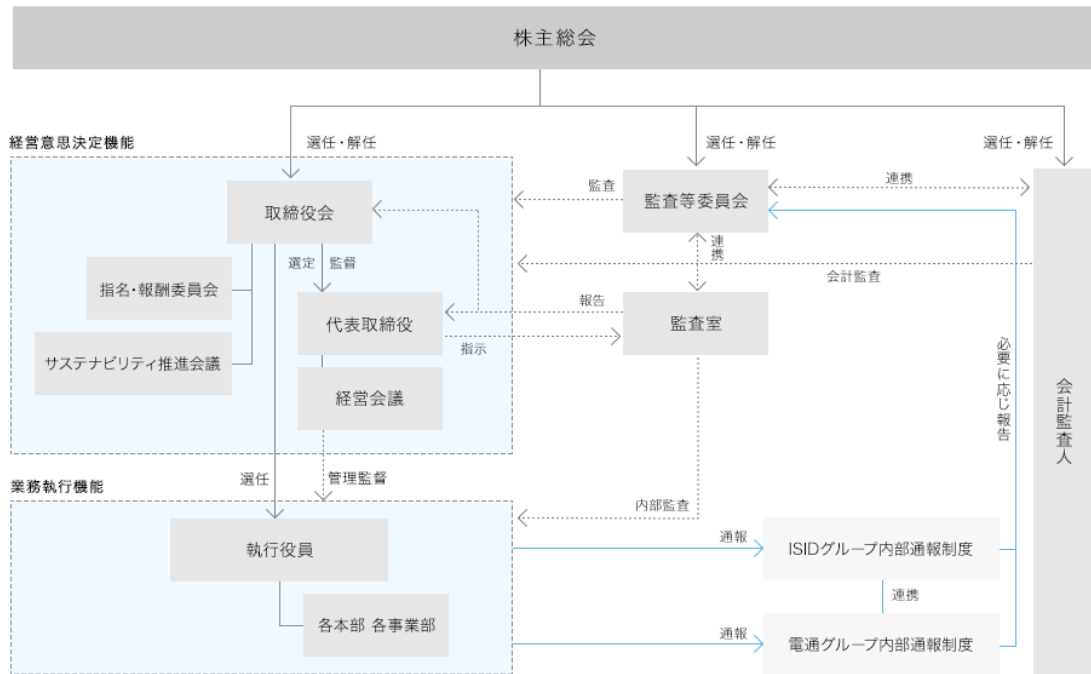 株主総会
経営意思決定機能
選任・解任
選任・解任
選任・解任
取締役会
監査
監査等委員会
連携
選定
監督
連携
会計監査
指名・報酬委員会
代表取締役
報告
監査室
指示
サステナビリティ推進会議
経営会議
必要に応じ報告
会計監査人
選任
管理監督
業務執行機能
内部監査
執行役員
通報
ISIDグループ内部通報制度
連携
各本部 各事業部
通報
電通グループ内部通報制度